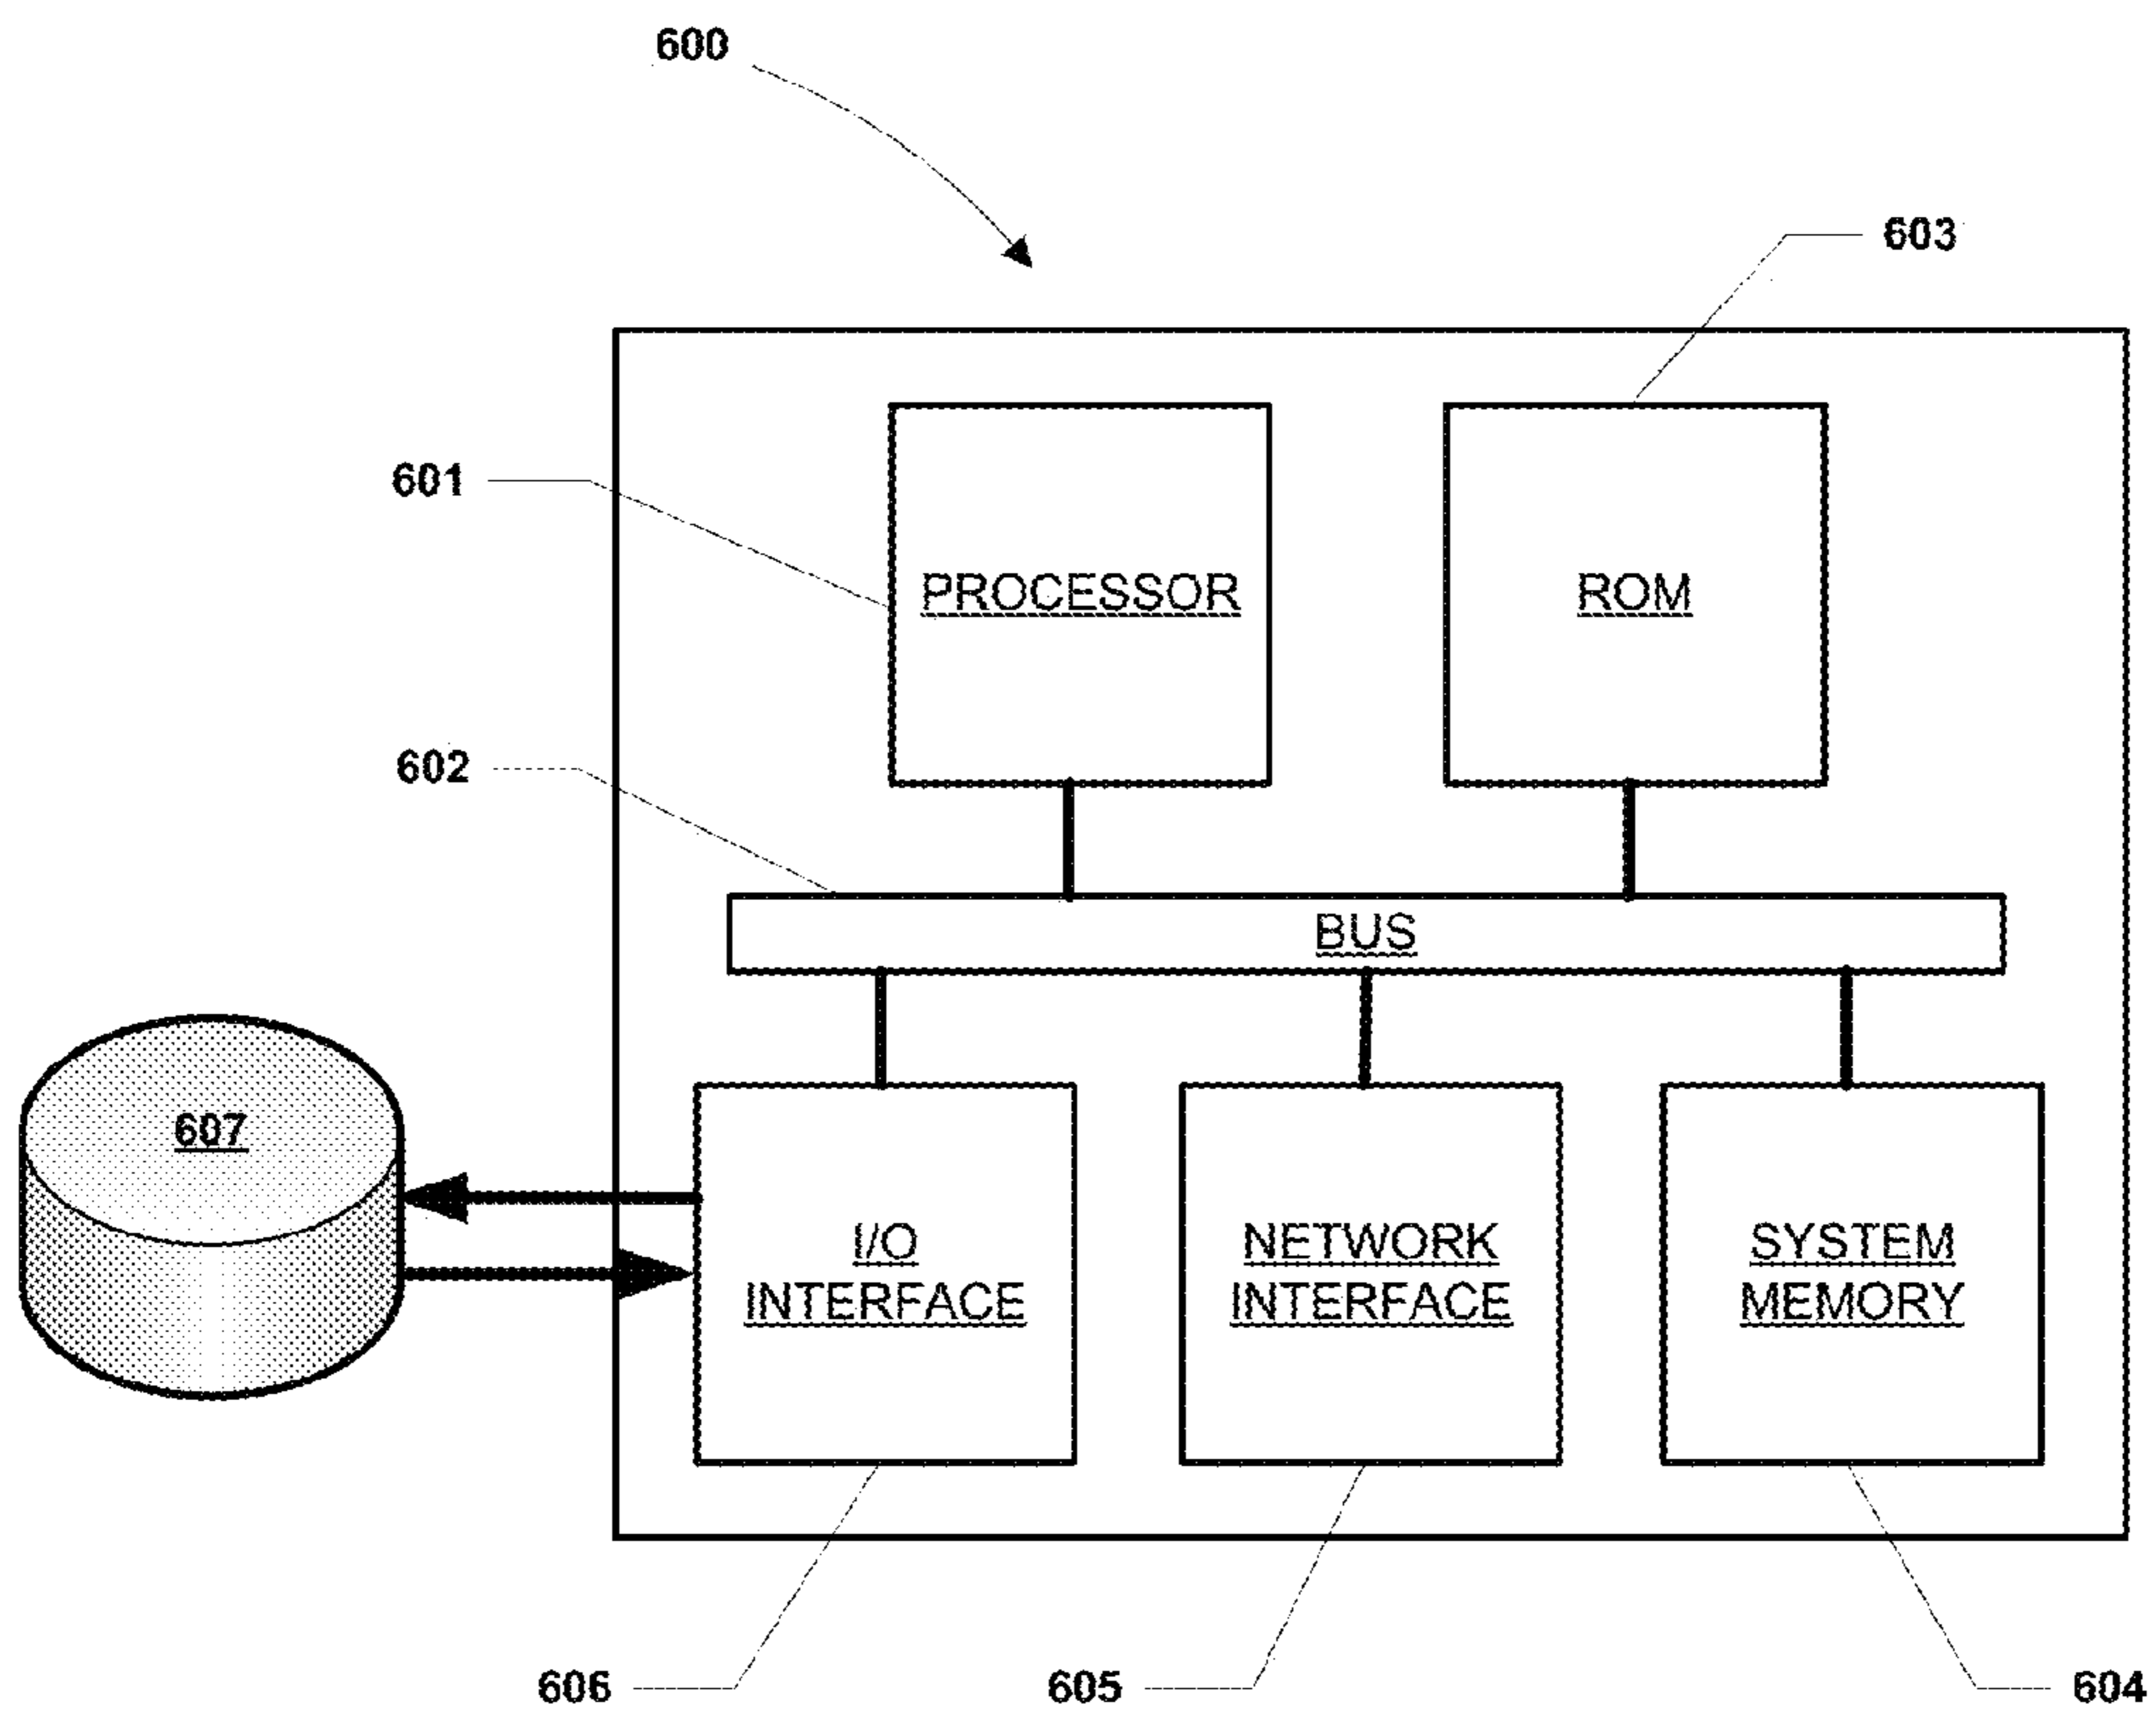 600
603
601
PROCESSOR
ROM
602
BUS
607
I/O
INTERFACE
NETWORK
INTERFACE
SYSTEM
MEMORY
606
605
604